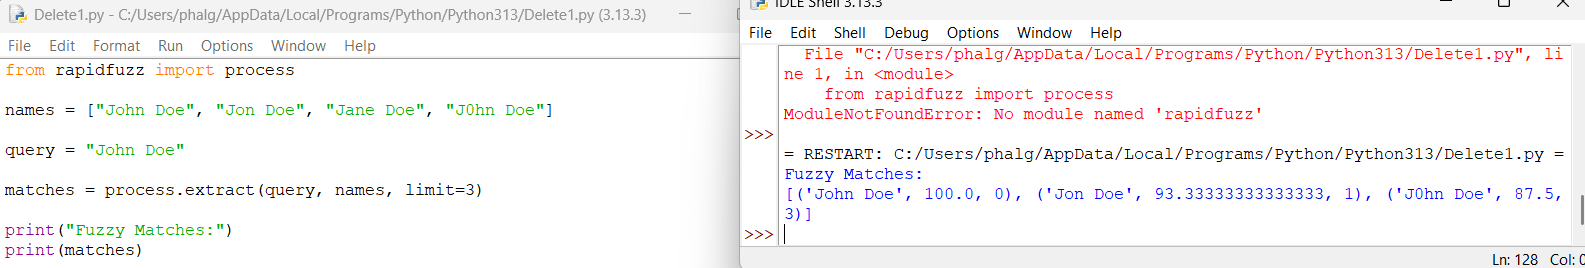 Delete1.py - C:/Users/phalg/AppData/Local/Programs/Python/Python313/Delete1.py (3.13.3)
File Edit Format Run Options Window Help
from rapidfuzz import process
names = ["John Doe", "Jon Doe", "Jane Doe", "J0hn Doe"]
query = "John Doe"
matches = process.extract(query, names, limit=3)
print("Fuzzy Matches:")
print(matches)
IDLE Shell 3.13.3
File Edit Shell Debug Options Window Help
File "C:/Users/phalg/AppData/Local/Programs/Python/Python313/Delete1.py", li
ne 1, in <module>
from rapidfuzz import process
ModuleNotFoundError: No module named 'rapidfuzz'
>>>
= RESTART: C:/Users/phalg/AppData/Local/Programs/Python/Python313/Delete1.py =
Fuzzy Matches:
[('John Doe', 100.0, 0), ('Jon Doe', 93.33333333333333, 1), ('J0hn Doe', 87.5,
3)]
>>>
Ln: 128 Col: 0